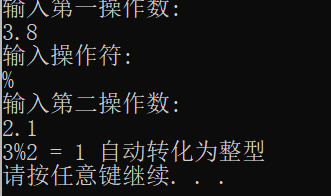 输入第一操作数:
3.8
输入操作符:
%
输入第二操作数:
2.1
3%2 = 1 自动转化为整型
请按任意键继续. . .